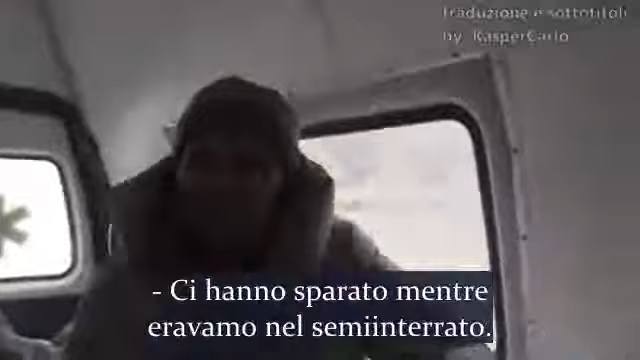 Traduzione e sottotitoli
by KasperCarlo
- Ci hanno sparato mentre
eravamo nel semiinterrato.